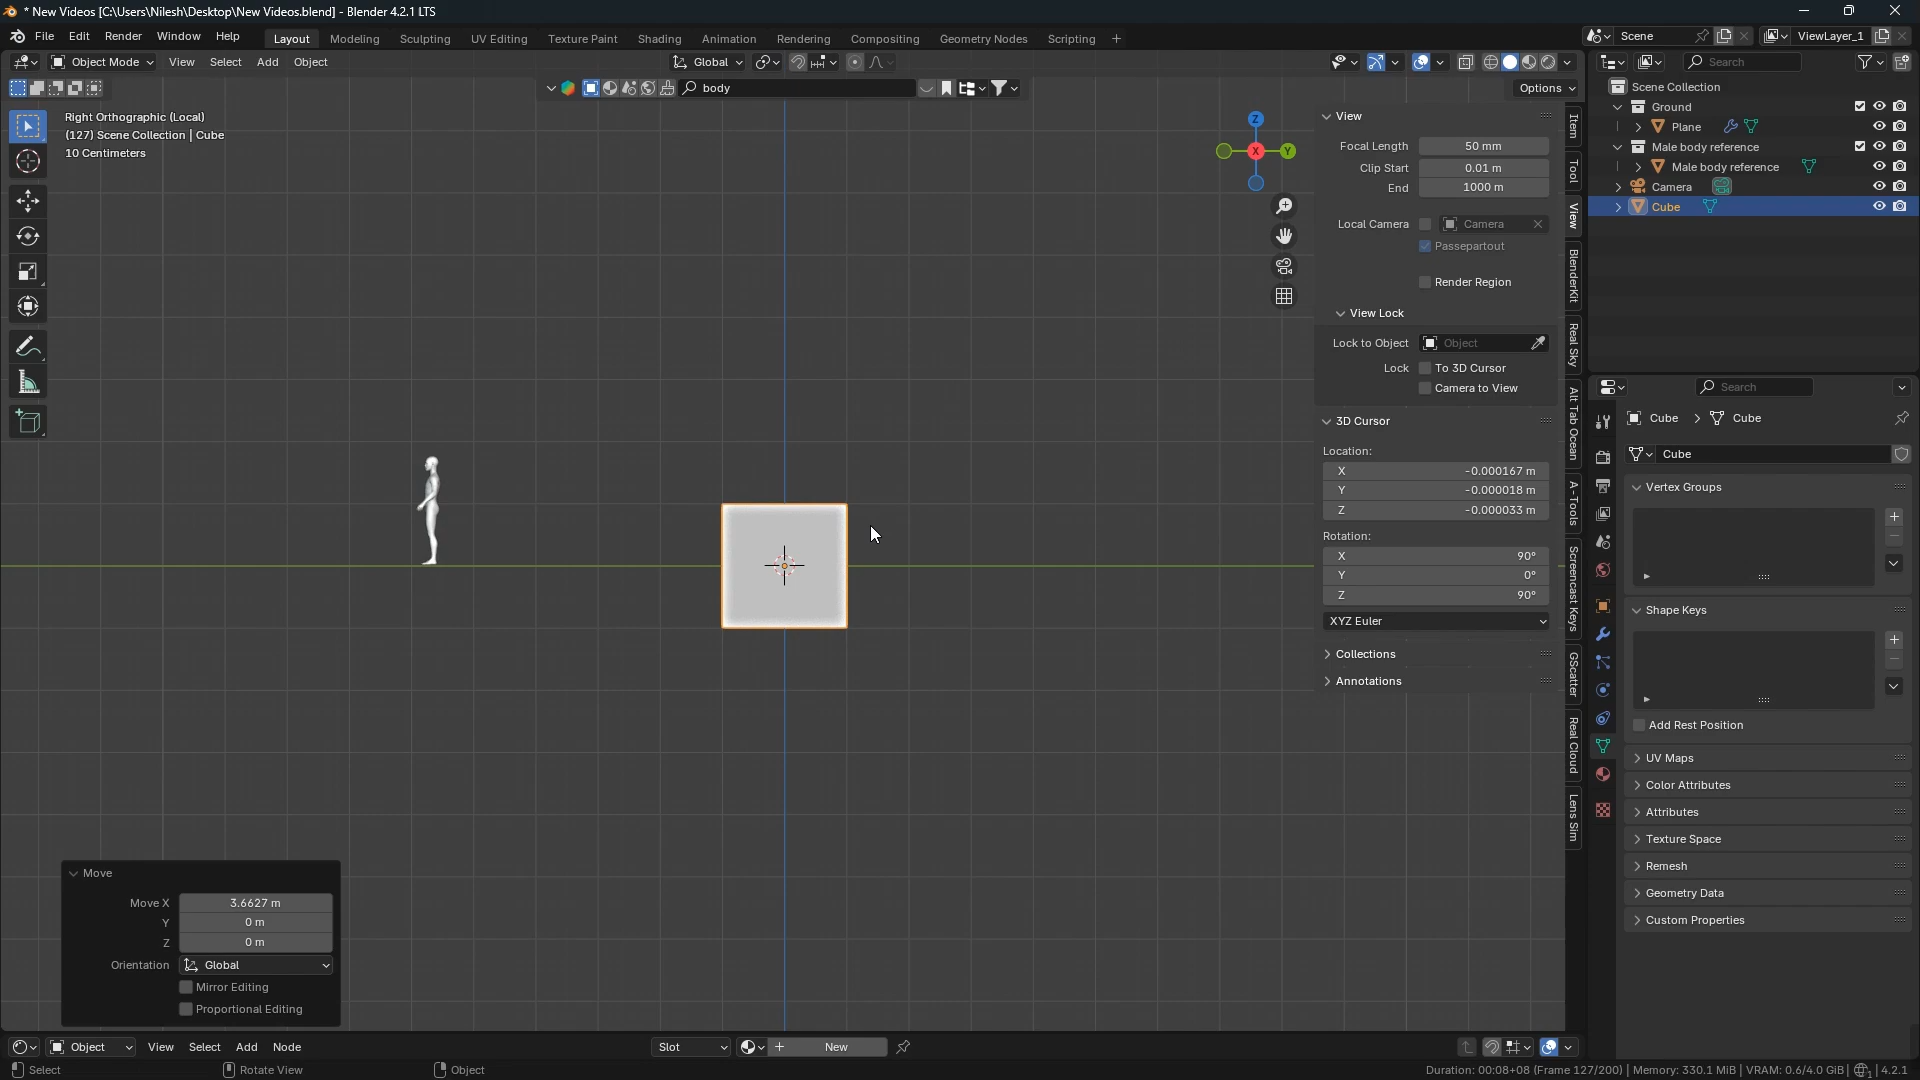 * New Videos [C:\Users\Nilesh\Desktop\New Videos.blend] - Blender 4.2.1 LTS
File Edit Render Window Help Layout Modeling Sculpting UV Editing Texture Paint Shading Animation Rendering Compositing Geometry Nodes Scripting + Scene ViewLayer_1
Object Mode View Select Add Object Global Search
body Options
Right Orthographic (Local)
(127) Scene Collection | Cube
10 Centimeters
Z
X
Y
View
Focal Length 50 mm
Clip Start 0.01 m
End 1000 m
Local Camera Camera
Passepartout
Render Region
View Lock
Lock to Object Object
Lock To 3D Cursor
Camera to View
3D Cursor
Location:
X -0.000167 m
Y -0.000018 m
Z -0.000033 m
Rotation:
X 90°
Y 0°
Z 90°
XYZ Euler
Collections
Annotations
Item
Tool
View
BlenderKit
Real Sky
Alt Tab Ocean
A-Tools
Screencast Keys
GScatter
Real Cloud
Lens Sim
Scene Collection
Ground
Plane
Male body reference
Male body reference
Camera
Cube
Search
Cube > Cube
Cube
Vertex Groups
Shape Keys
Add Rest Position
UV Maps
Color Attributes
Attributes
Texture Space
Remesh
Geometry Data
Custom Properties
Move
Move X 3.6627 m
Y 0 m
Z 0 m
Orientation Global
Mirror Editing
Proportional Editing
Object View Select Add Node Slot New
Select Rotate View Object Duration: 00:08+08 (Frame 127/200) | Memory: 330.1 MiB | VRAM: 0.6/4.0 GiB | 4.2.1